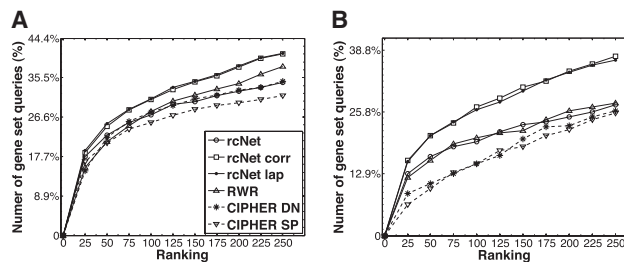 A
Numer of gene set queries (%)
44.4%
35.5%
26.6%
17.7%
8.9%
0
0 25 50 75 100 125 150 175 200 225 250
Ranking
rcNet
rcNet corr
rcNet lap
RWR
CIPHER DN
CIPHER SP
B
Numer of gene set queries (%)
38.8%
25.8%
12.9%
0
0 25 50 75 100 125 150 175 200 225 250
Ranking